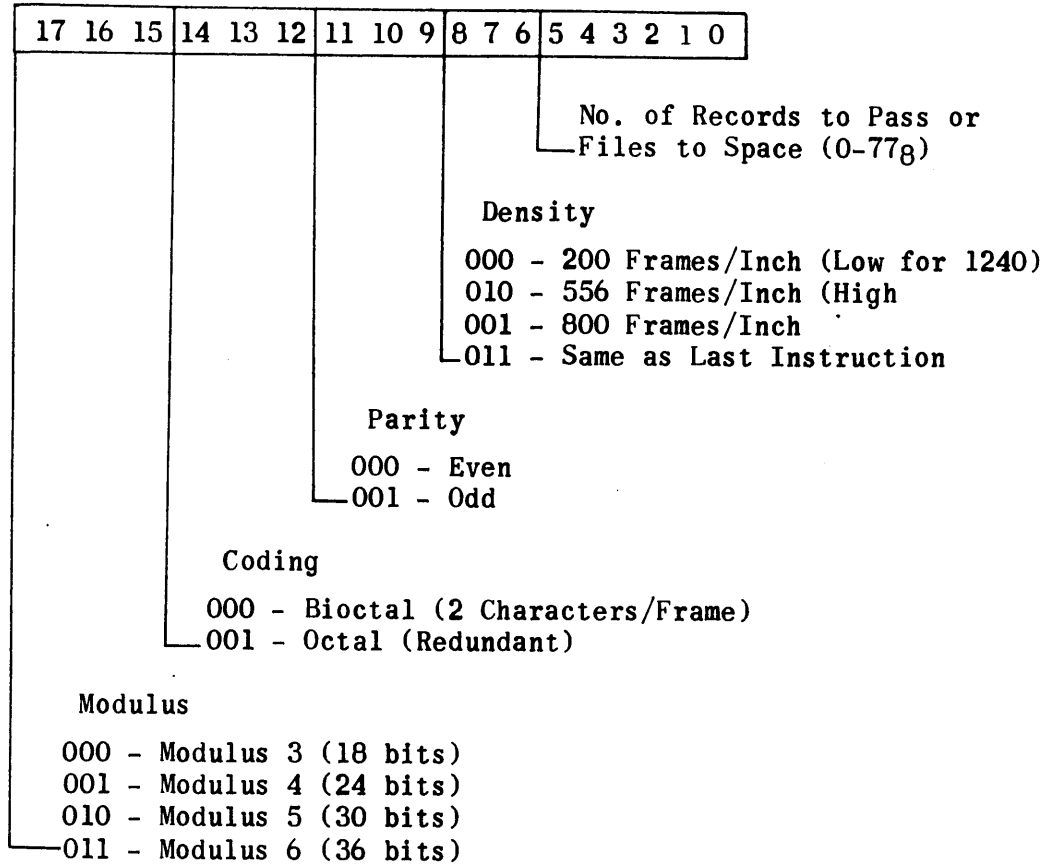 17 16 15 14 13 12 11 10 9 8 7 6 5 4 3 2 1 0
No. of Records to Pass or
Files to Space (0-77₈)
Density
000 - 200 Frames/Inch (Low for 1240)
010 - 556 Frames/Inch (High
001 - 800 Frames/Inch
011 - Same as Last Instruction
Parity
000 - Even
001 - Odd
Coding
000 - Bioctal (2 Characters/Frame)
001 - Octal (Redundant)
Modulus
000 - Modulus 3 (18 bits)
001 - Modulus 4 (24 bits)
010 - Modulus 5 (30 bits)
011 - Modulus 6 (36 bits)